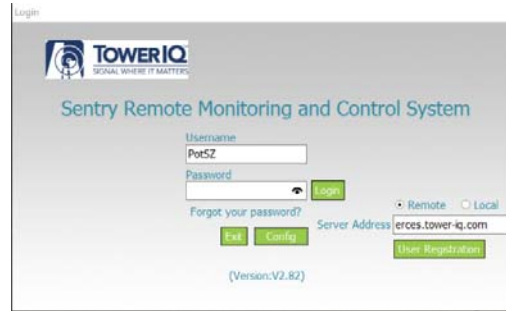 Login
TOWERIQ
SIGNAL WHERE IT MATTERS
Sentry Remote Monitoring and Control System
Username
PotSZ
Password
Login
Forgot your password?
Remote Local
Server Address erces.tower-iq.com
Exit Config
User Registration
(Version:V2.82)